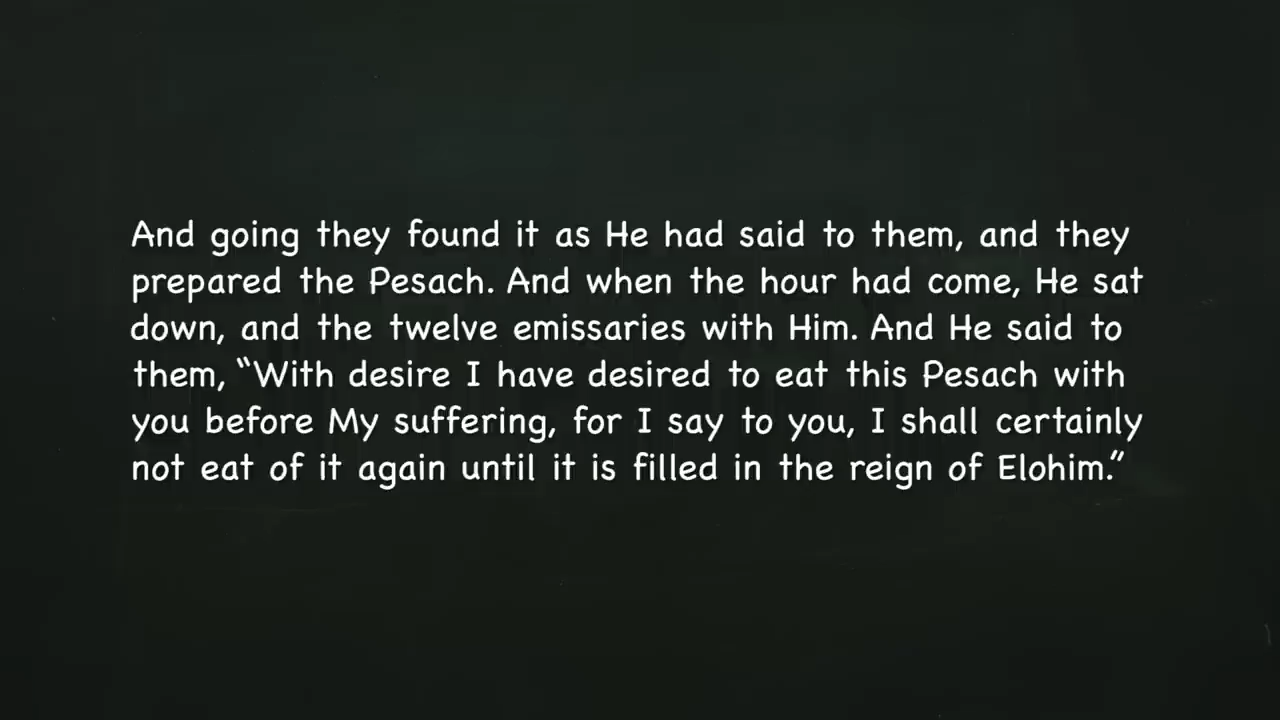 And going they found it as He had said to them, and they
prepared the Pesach. And when the hour had come, He sat
down, and the twelve emissaries with Him. And He said to
them, “With desire I have desired to eat this Pesach with
you before My suffering, for I say to you, I shall certainly
not eat of it again until it is filled in the reign of Elohim.”